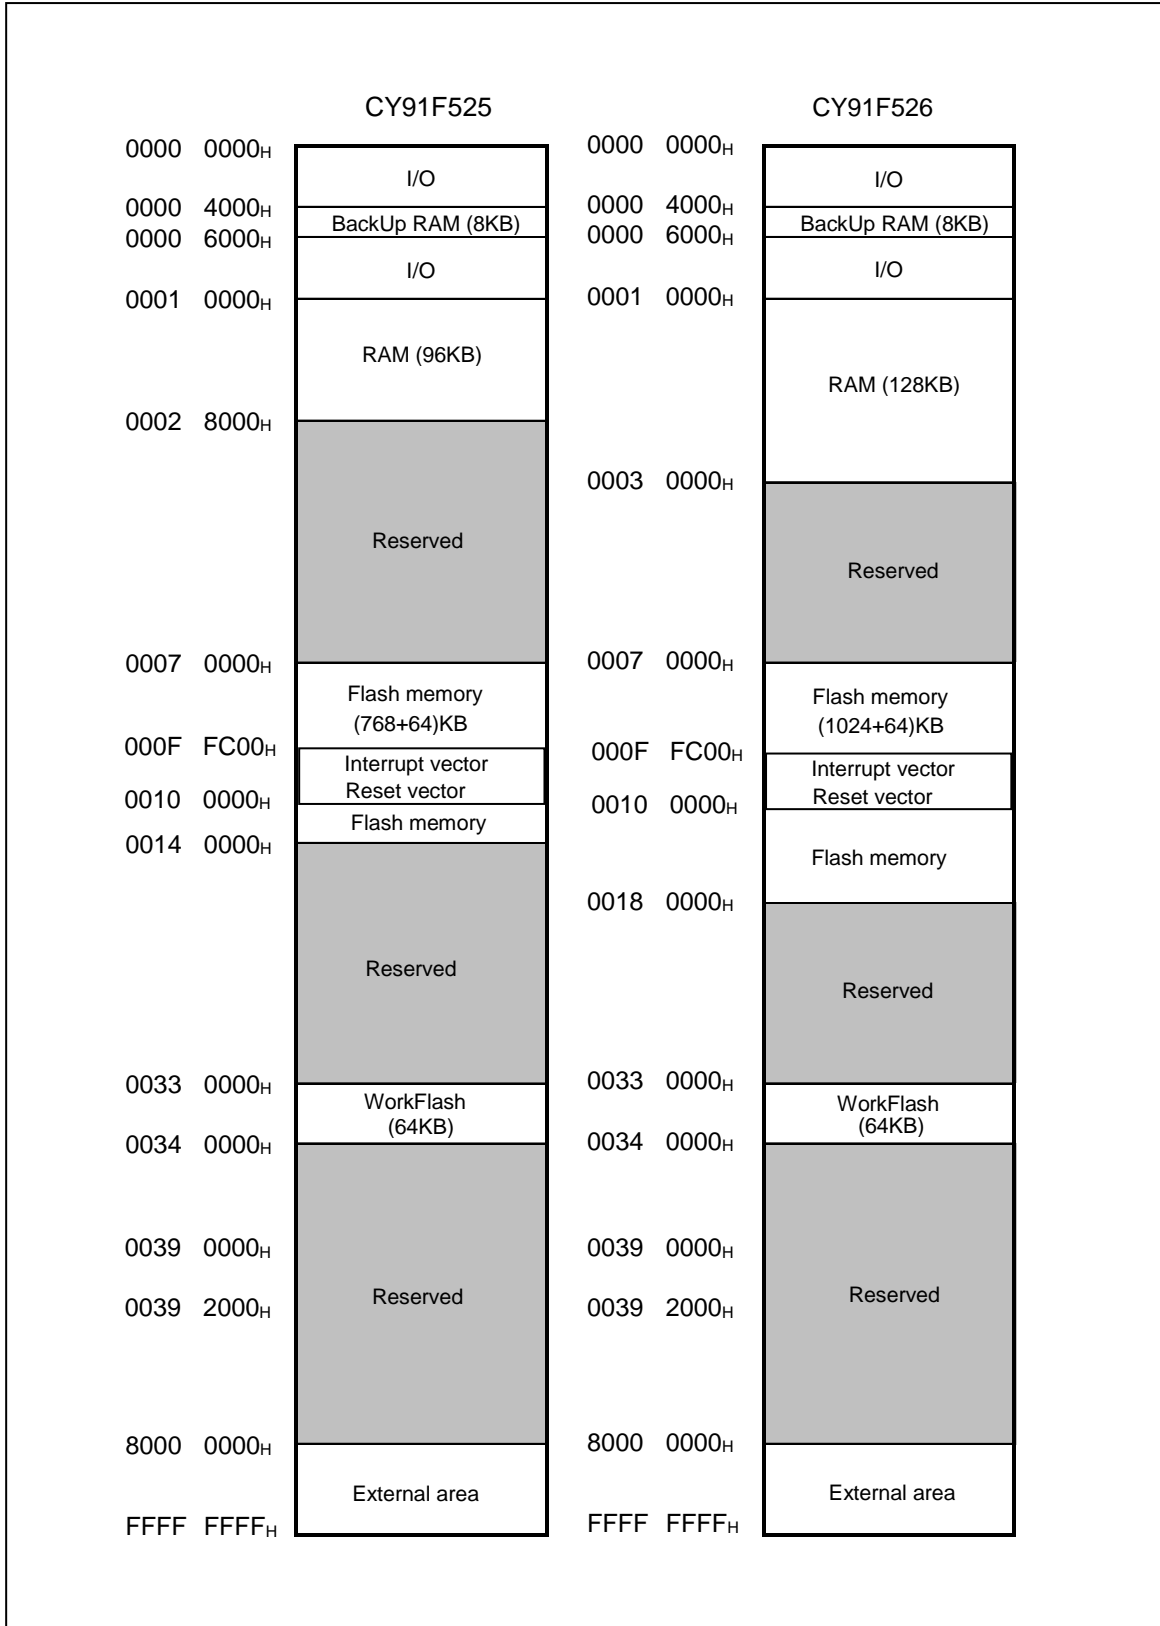 CY91F525
0000 0000H
I/O
0000 4000H
BackUp RAM (8KB)
0000 6000H
I/O
0001 0000H
RAM (96KB)
0002 8000H
Reserved
0007 0000H
Flash memory
(768+64)KB
000F FC00H
Interrupt vector
Reset vector
0010 0000H
Flash memory
0014 0000H
Reserved
0033 0000H
WorkFlash
(64KB)
0034 0000H
0039 0000H
Reserved
0039 2000H
8000 0000H
External area
FFFF FFFFH
CY91F526
0000 0000H
I/O
0000 4000H
BackUp RAM (8KB)
0000 6000H
I/O
0001 0000H
RAM (128KB)
0003 0000H
Reserved
0007 0000H
Flash memory
(1024+64)KB
000F FC00H
Interrupt vector
Reset vector
0010 0000H
Flash memory
0018 0000H
Reserved
0033 0000H
WorkFlash
(64KB)
0034 0000H
0039 0000H
Reserved
0039 2000H
8000 0000H
External area
FFFF FFFFH